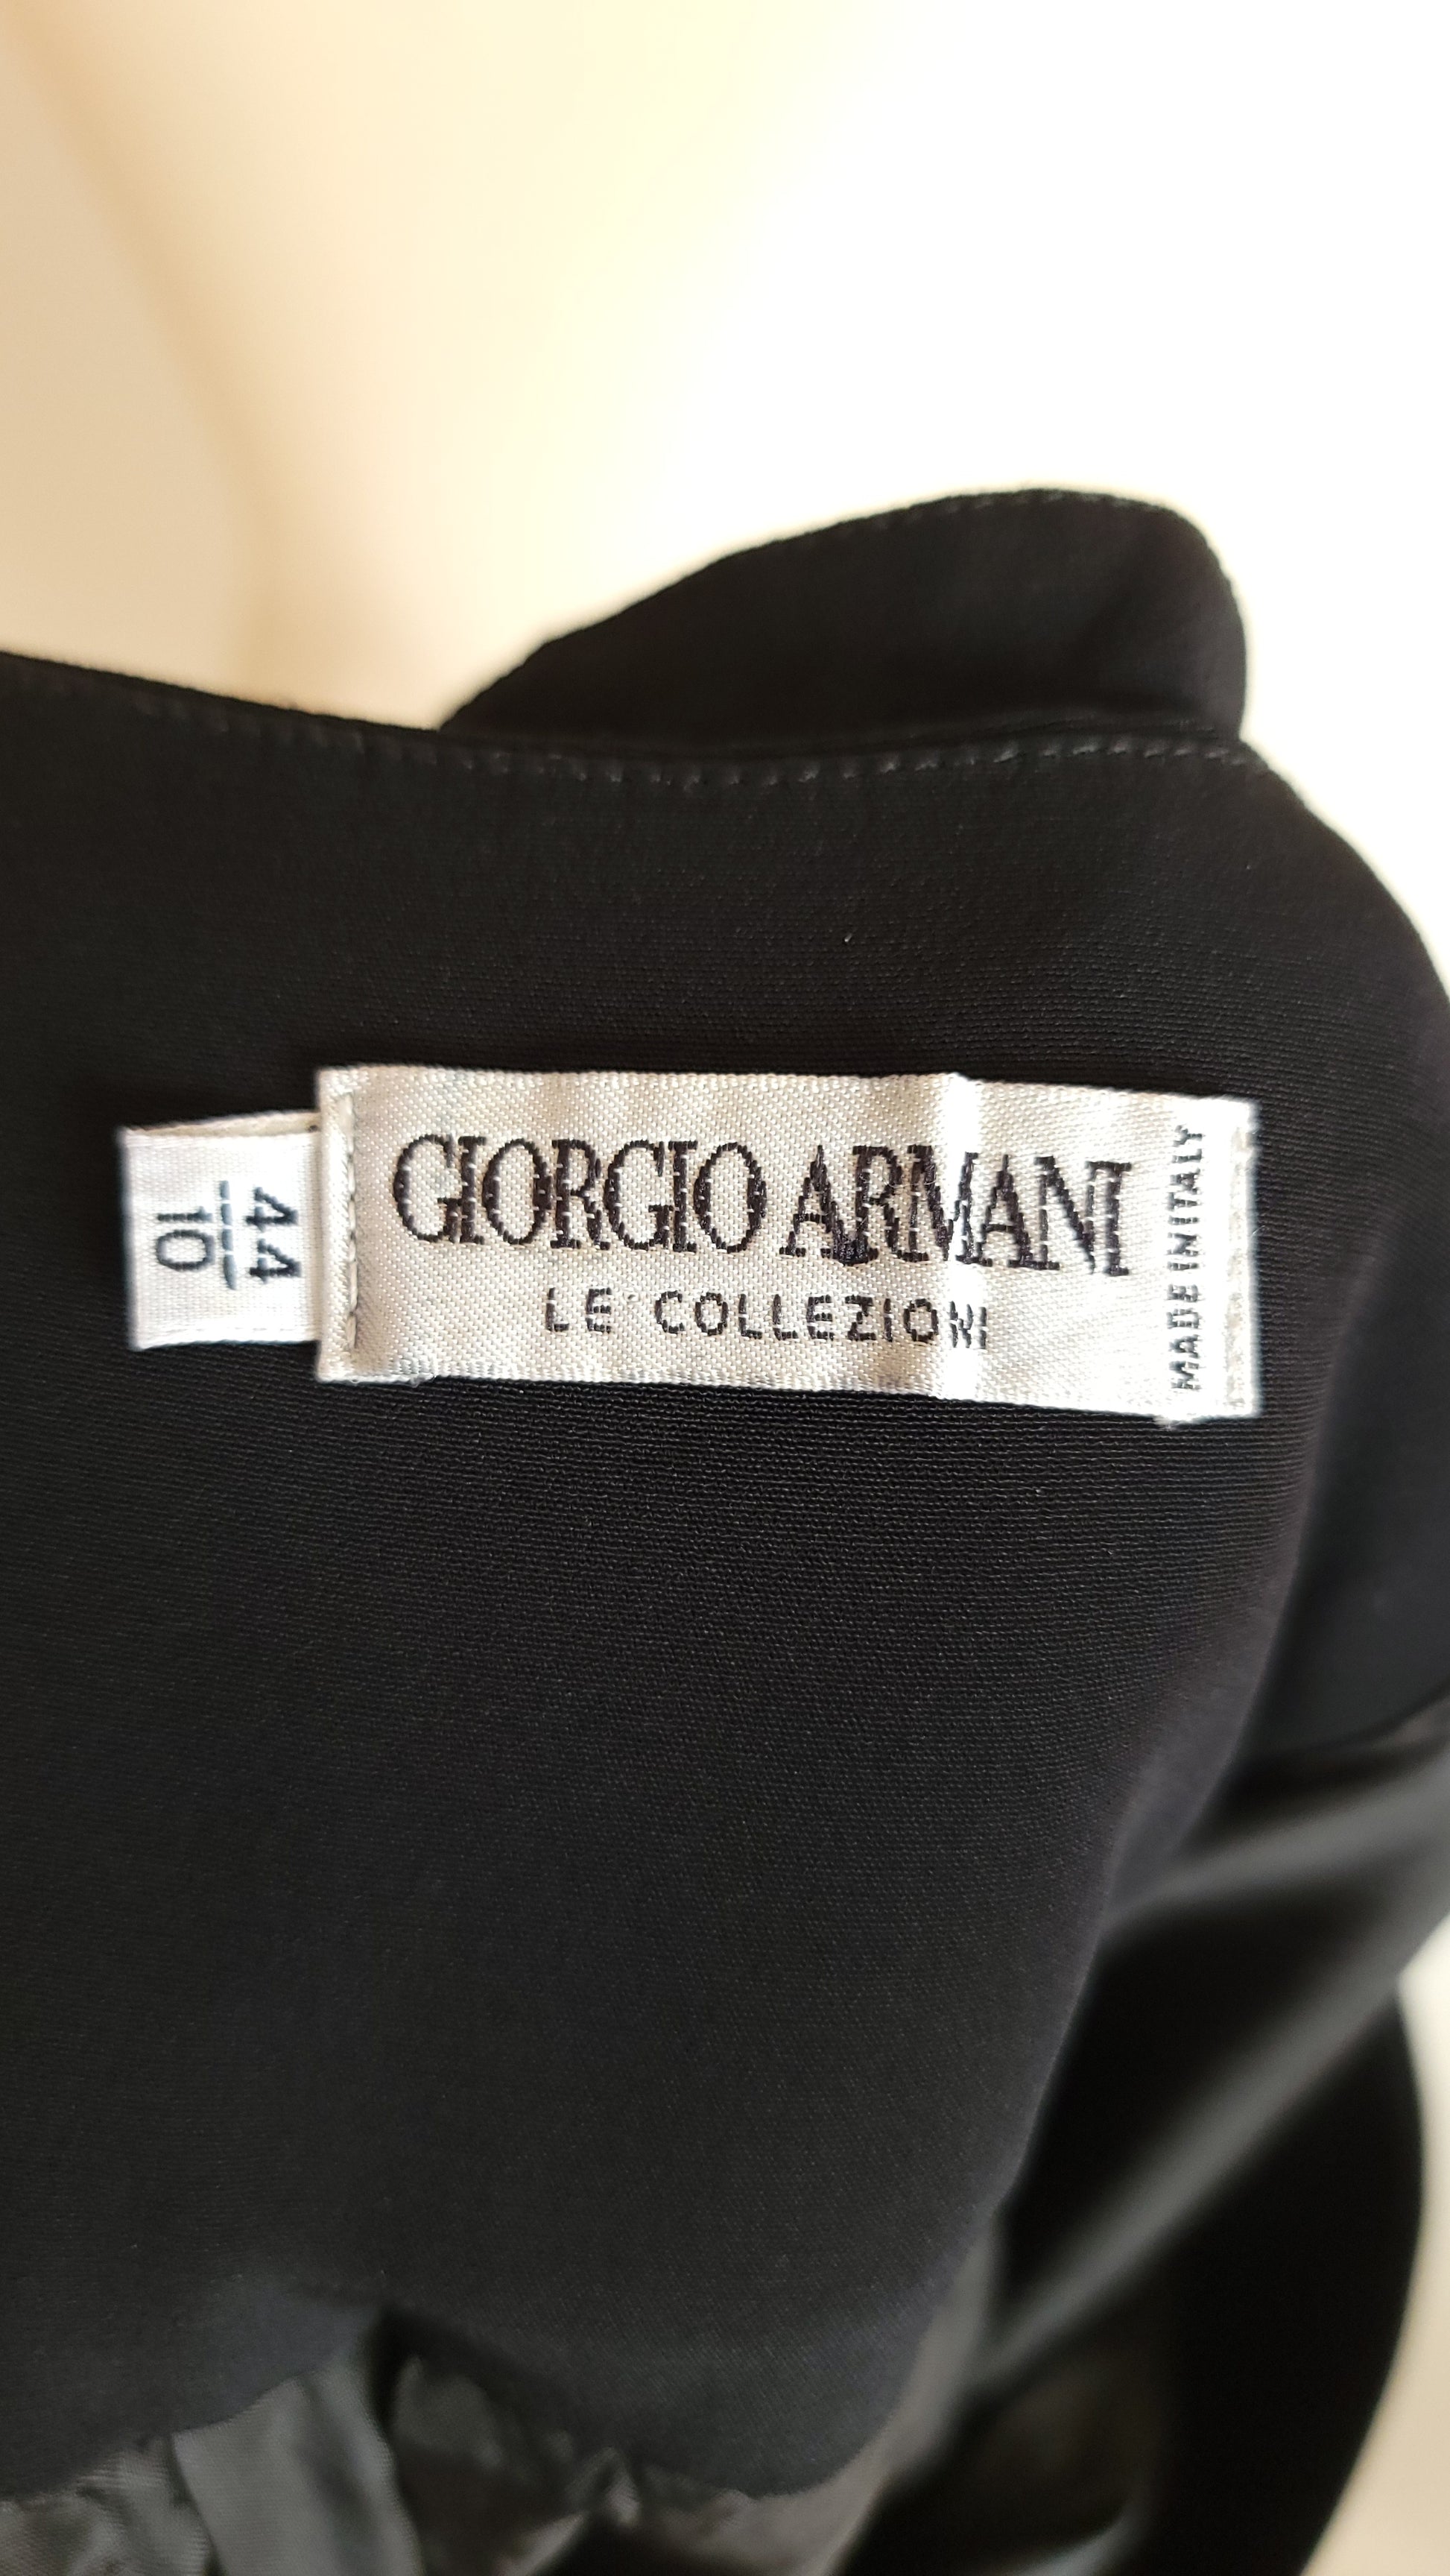 GIORGIO ARMANI
LE COLLEZIONI
MADE IN ITALY
44
10